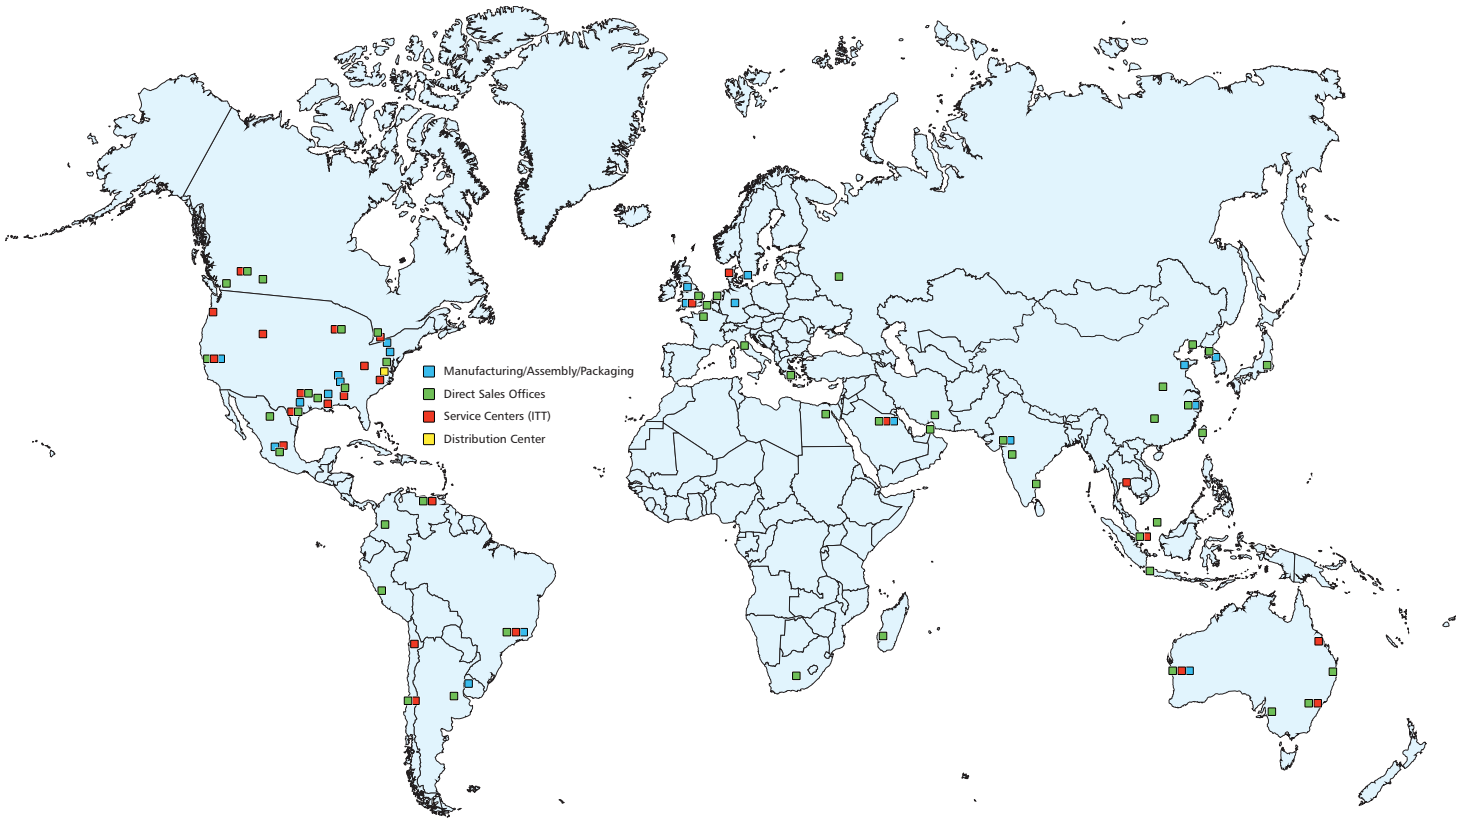 Manufacturing/Assembly/Packaging
Direct Sales Offices
Service Centers (ITT)
Distribution Center